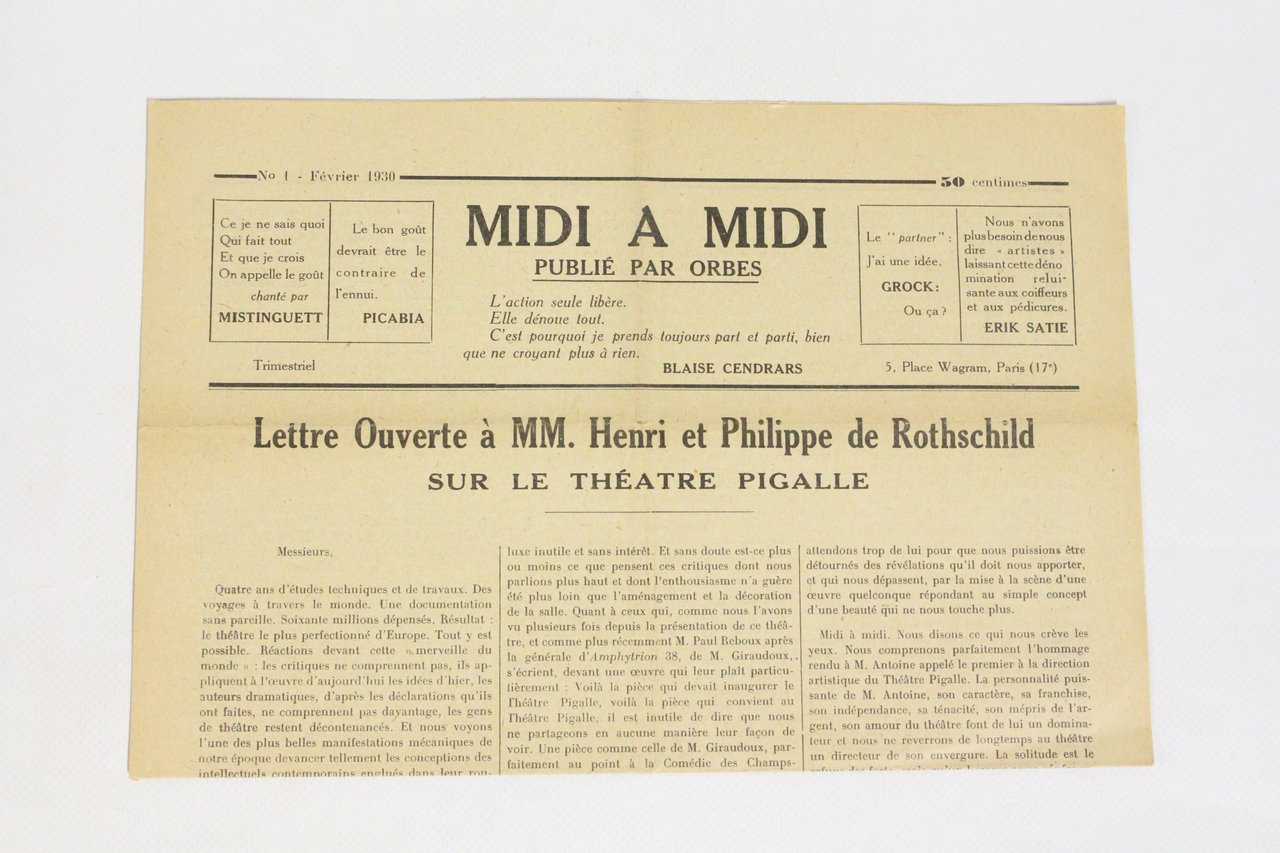 No 1 - Février 1930
50 centimes
Ce je ne sais quoi
Qui fait tout
Et que je crois
On appelle le goût
chanté par
MISTINGUETT
Le bon goût
devrait être le
contraire de
l'ennui.
PICABIA
MIDI A MIDI
PUBLIÉ PAR ORBES
L'action seule libère.
Elle dénoue tout.
C'est pourquoi je prends toujours part et parti, bien
que ne croyant plus à rien.
BLAISE CENDRARS
Le "partner" :
J'ai une idée,
GROCK :
Ou ça ?
Nous n'avons
plus besoin de nous
dire « artistes »
laissant cette déno
mination relui-
sante aux coiffeurs
et aux pédicures.
ERIK SATIE
Trimestriel
5, Place Wagram, Paris (17e)
Lettre Ouverte à MM. Henri et Philippe de Rothschild
SUR LE THÉATRE PIGALLE
Messieurs,
Quatre ans d'études techniques et de travaux. Des
voyages à travers le monde. Une documentation
sans pareille. Soixante millions dépensés. Résultat :
le théâtre le plus perfectionné d'Europe. Tout y est
possible. Réactions devant cette « merveille du
monde » : les critiques ne comprennent pas, ils ap-
pliquent à l'œuvre d'aujourd'hui les idées d'hier, les
auteurs dramatiques, d'après les déclarations qu'ils
ont faites, ne comprennent pas dayantage, les gens
de théâtre restent décontenancés. Et nous voyons
l'une des plus belles manifestations mécaniques de
notre époque devancer tellement les conceptions des
intellectuels contemporains enclués dans leur rou-
luxe inutile et sans intérêt. Et sans doute est-ce plus
ou moins ce que pensent ces critiques dont nous
parlions plus haut et dont l'enthousiasme n'a guère
été plus loin que l'aménagement et la décoration
de la salle. Quant à ceux qui, comme nous l'avons
vu plusieurs fois depuis la présentation de ce théâ-
tre, et comme plus récemment M. Paul Reboux après
la générale d'Amphytrion 38, de M. Giraudoux,
s'écrient, devant une œuvre qui leur plaît particu-
lièrement : Voilà la pièce qui devait inaugurer le
Théâtre Pigalle, voilà la pièce qui convient au
Théâtre Pigalle, il est inutile de dire que nous
ne partageons en aucune manière leur façon de
voir. Une pièce comme celle de M. Giraudoux, par-
faitement au point à la Comédie des Champs-
attendons trop de lui pour que nous puissions être
détournés des révélations qu'il doit nous apporter,
et qui nous dépassent, par la mise à la scène d'une
œuvre quelconque répondant au simple concept
d'une beauté qui ne nous touche plus.
Midi à midi. Nous disons ce qui nous crève les
yeux. Nous comprenons parfaitement l'hommage
rendu à M. Antoine appelé le premier à la direction
artistique du Théâtre Pigalle. La personnalité puis-
sante de M. Antoine, son caractère, sa franchise,
son indépendance, sa ténacité, son mépris de l'ar-
gent, son amour du théâtre font de lui un domina-
teur et nous ne reverrons de longtemps au théâtre
un directeur de son envergure. La solitude est le